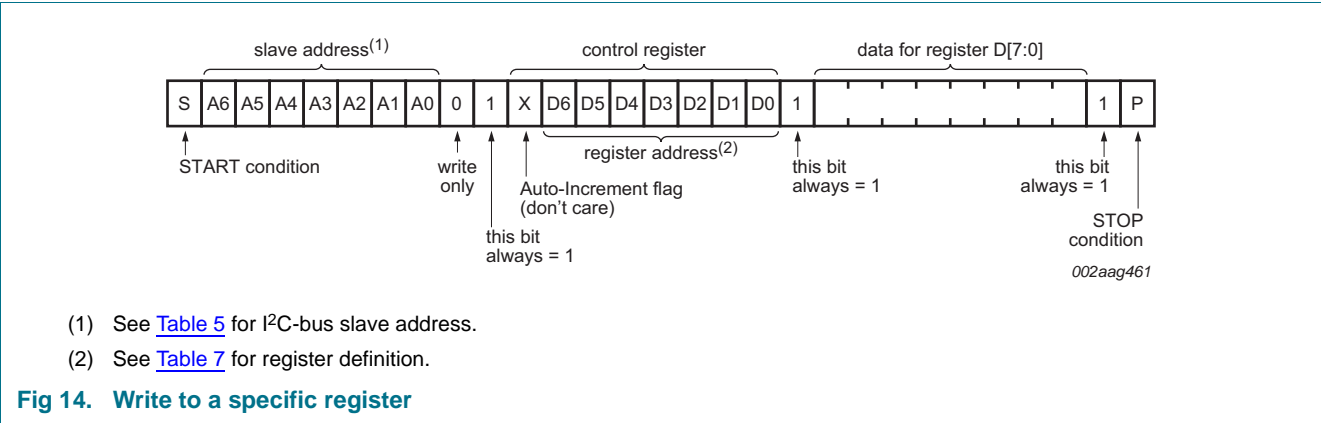 slave address(1) control register data for register D[7:0]
S A6 A5 A4 A3 A2 A1 A0 0 1 X D6 D5 D4 D3 D2 D1 D0 1 1 P
START condition write only register address(2) this bit always = 1 this bit always = 1
Auto-Increment flag
(don't care)
this bit
always = 1
STOP
condition
002aag461
(1) See Table 5 for I2C-bus slave address.
(2) See Table 7 for register definition.
Fig 14. Write to a specific register